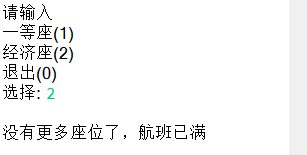 请输入
一等座(1)
经济座(2)
退出(0)
选择: 2
没有更多座位了，航班已满